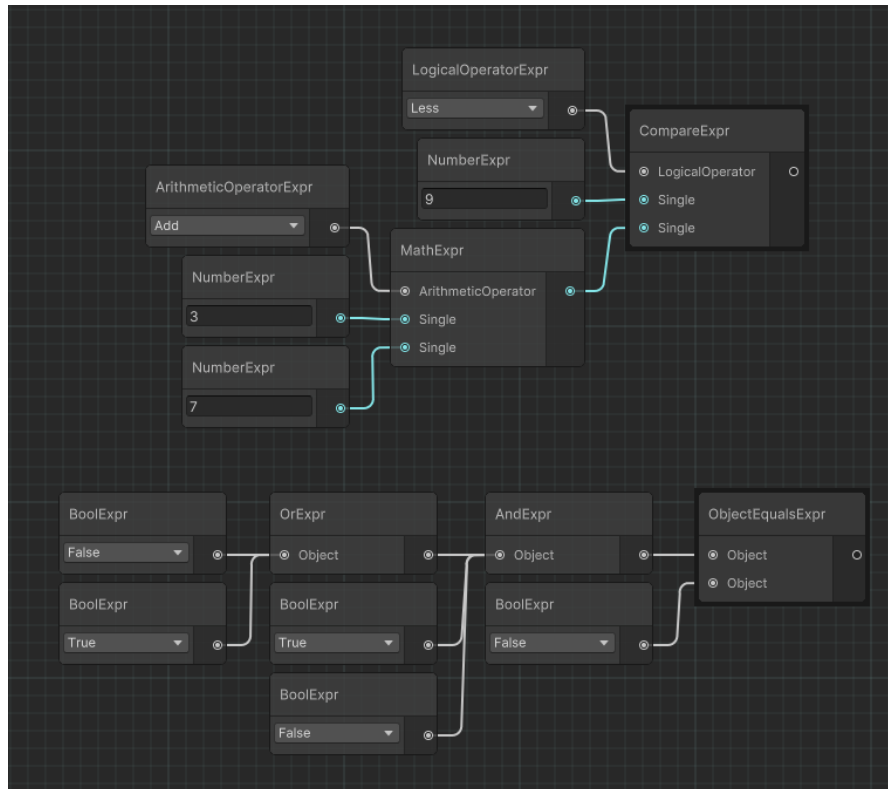 LogicalOperatorExpr
Less
CompareExpr
LogicalOperator
Single
Single
NumberExpr
9
ArithmeticOperatorExpr
Add
MathExpr
ArithmeticOperator
Single
Single
NumberExpr
3
NumberExpr
7
BoolExpr
False
OrExpr
Object
AndExpr
Object
ObjectEqualsExpr
Object
Object
BoolExpr
True
BoolExpr
True
BoolExpr
False
BoolExpr
False